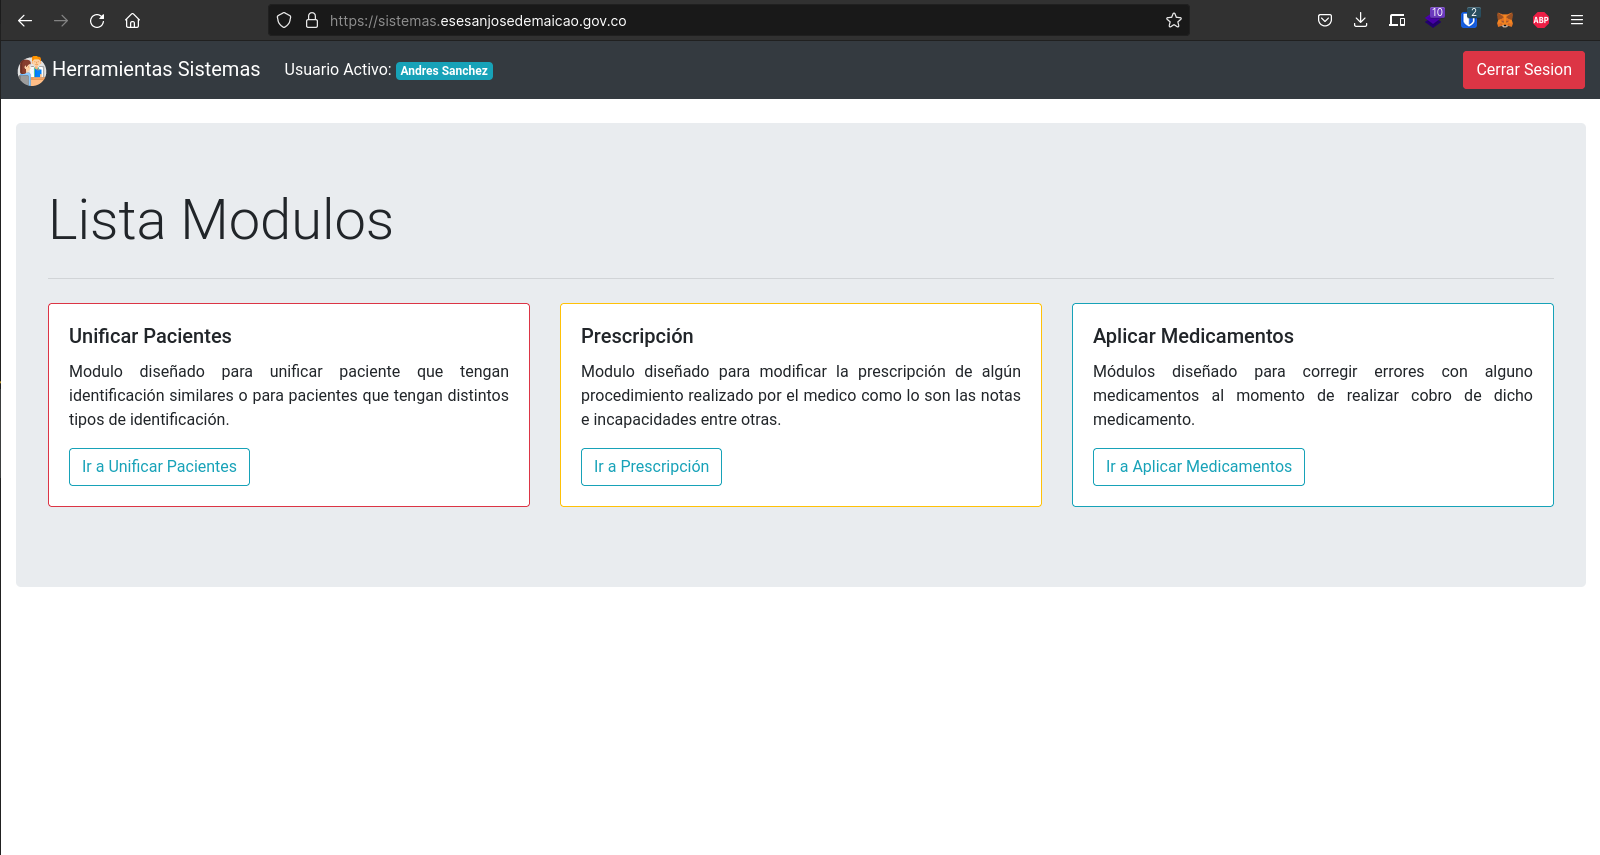 https://sistemas.esesanjosedemaicao.gov.co
10
2
ABP
Herramientas Sistemas
Usuario Activo: Andres Sanchez
Cerrar Sesion
Lista Modulos
Unificar Pacientes
Modulo diseñado para unificar paciente que tengan
identificación similares o para pacientes que tengan distintos
tipos de identificación.
Ir a Unificar Pacientes
Prescripción
Modulo diseñado para modificar la prescripción de algún
procedimiento realizado por el medico como lo son las notas
e incapacidades entre otras.
Ir a Prescripción
Aplicar Medicamentos
Módulos diseñado para corregir errores con alguno
medicamentos al momento de realizar cobro de dicho
medicamento.
Ir a Aplicar Medicamentos